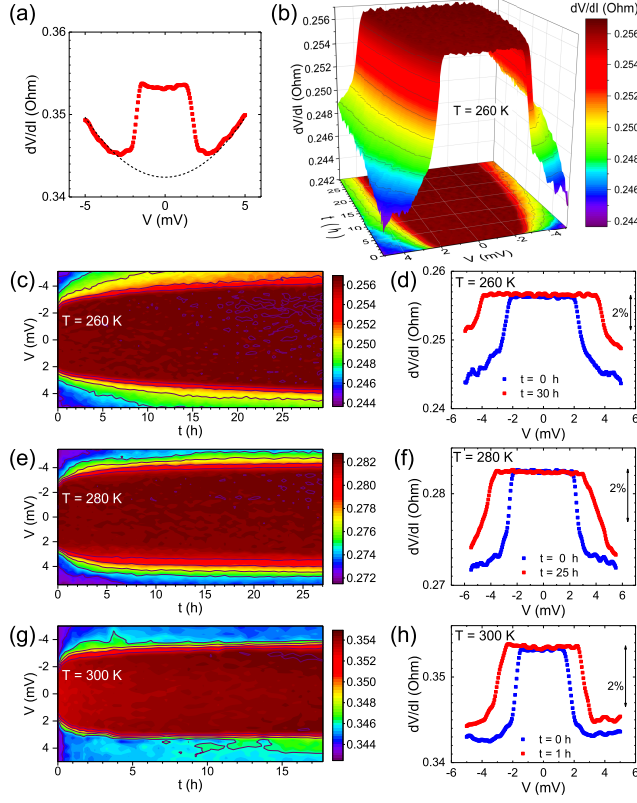 (a)
0.36
0.35
0.34
dV/dI (Ohm)
-5 0 5
V (mV)
(b)
dV/dI (Ohm)
0.256
0.254
0.252
0.250
0.248
0.246
0.244
0.242
dV/dI (Ohm)
T = 260 K
25
20
15
10
5
0
t (h)
4 2 0 -2 -4
V (mV)
0.256
0.254
0.252
0.250
0.248
0.246
0.244
(c)
-4
-2
0
2
4
V (mV)
T = 260 K
0 5 10 15 20 25
t (h)
0.256
0.254
0.252
0.250
0.248
0.246
0.244
(d)
T = 260 K
0.26
0.25
0.24
dV/dI (Ohm)
2%
t = 0 h
t = 30 h
-6 -4 -2 0 2 4 6
V (mV)
(e)
-4
-2
0
2
4
V (mV)
T = 280 K
0 5 10 15 20 25
t (h)
0.282
0.280
0.278
0.276
0.274
0.272
(f)
T = 280 K
0.28
0.27
dV/dI (Ohm)
2%
t = 0 h
t = 25 h
-6 -4 -2 0 2 4 6
V (mV)
(g)
-4
-2
0
2
4
V (mV)
T = 300 K
0 5 10 15
t (h)
0.354
0.352
0.350
0.348
0.346
0.344
(h)
T = 300 K
0.35
0.34
dV/dI (Ohm)
2%
t = 0 h
t = 1 h
-6 -4 -2 0 2 4 6
V (mV)